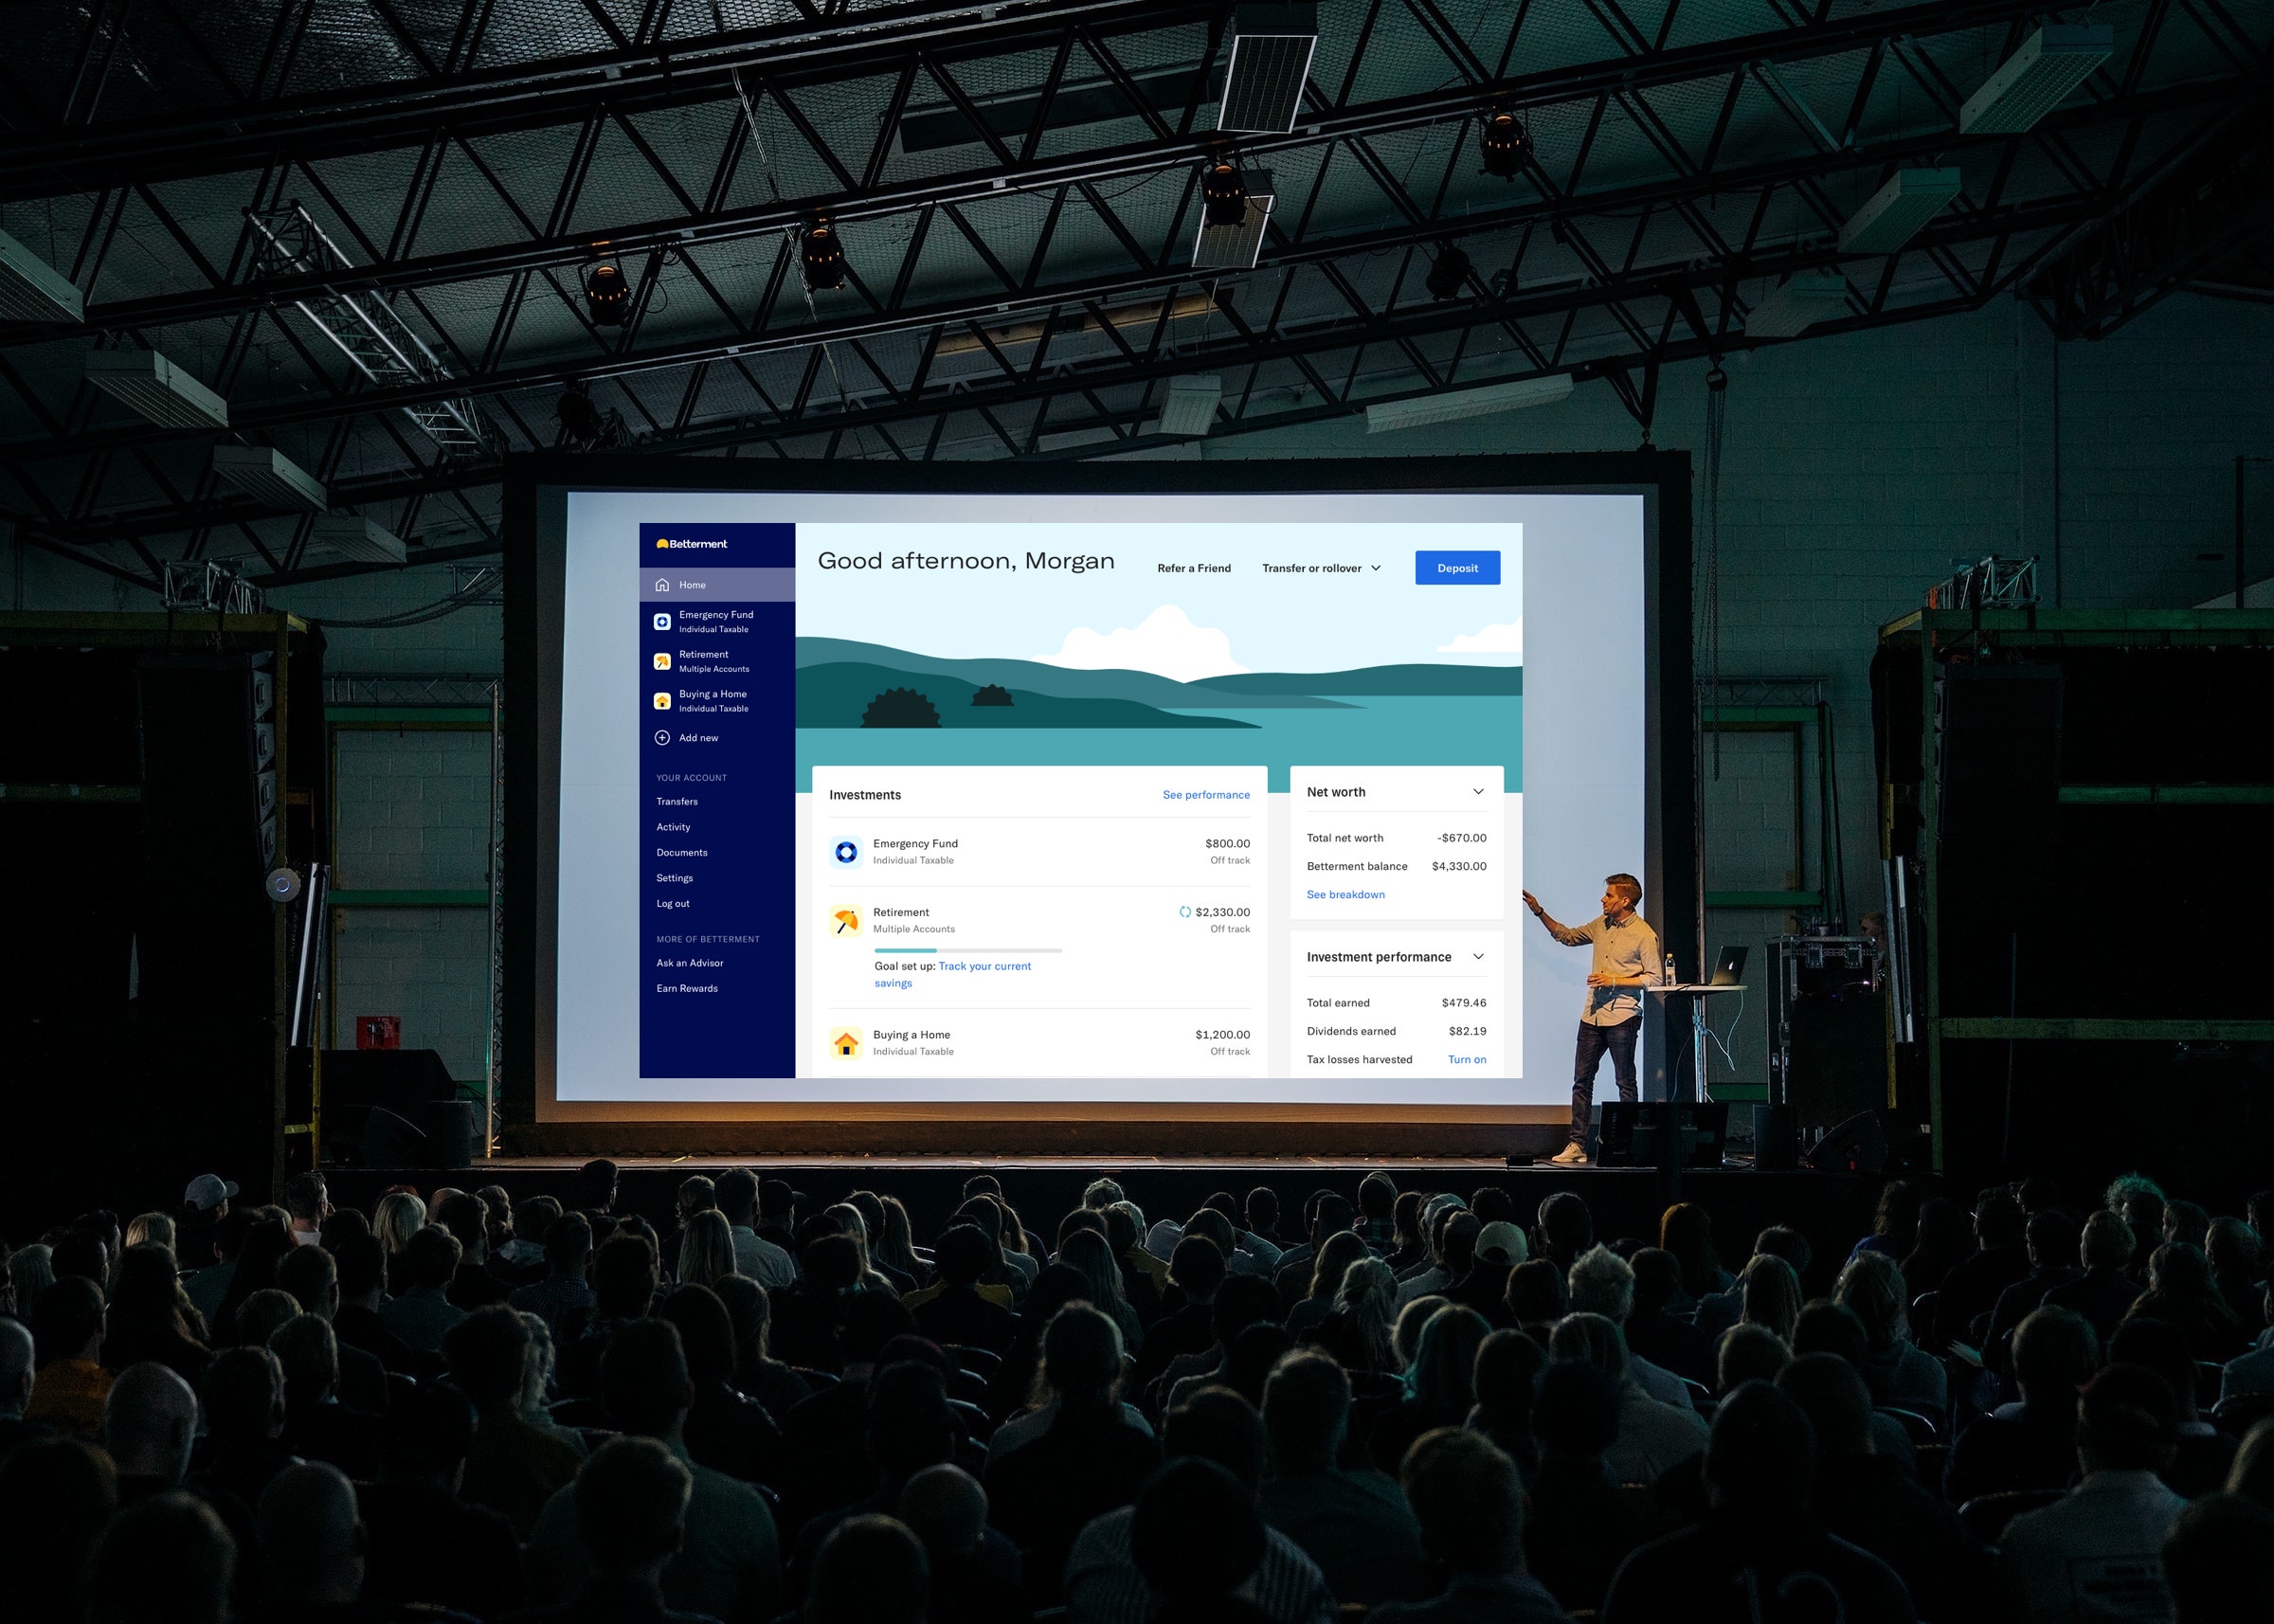 Betterment
Home
Emergency Fund
Individual Taxable
Retirement
Multiple Accounts
Buying a Home
Individual Taxable
Add new
YOUR ACCOUNT
Transfers
Activity
Documents
Settings
Log out
MORE OF BETTERMENT
Ask an Advisor
Earn Rewards
Good afternoon, Morgan
Refer a Friend
Transfer or rollover
Deposit
Investments
See performance
Emergency Fund
$800.00
Individual Taxable
Off track
Retirement
$2,330.00
Multiple Accounts
Off track
Goal set up: Track your current
savings
Buying a Home
$1,200.00
Individual Taxable
Off track
Net worth
Total net worth
-$670.00
Betterment balance
$4,330.00
See breakdown
Investment performance
Total earned
$479.46
Dividends earned
$82.19
Tax losses harvested
Turn on